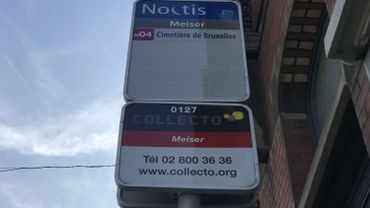 Noctis
Meiser
N04 Cimetière de Bruxelles
0127
COLLECTO
Meiser
Tél 02 800 36 36
www.collecto.org